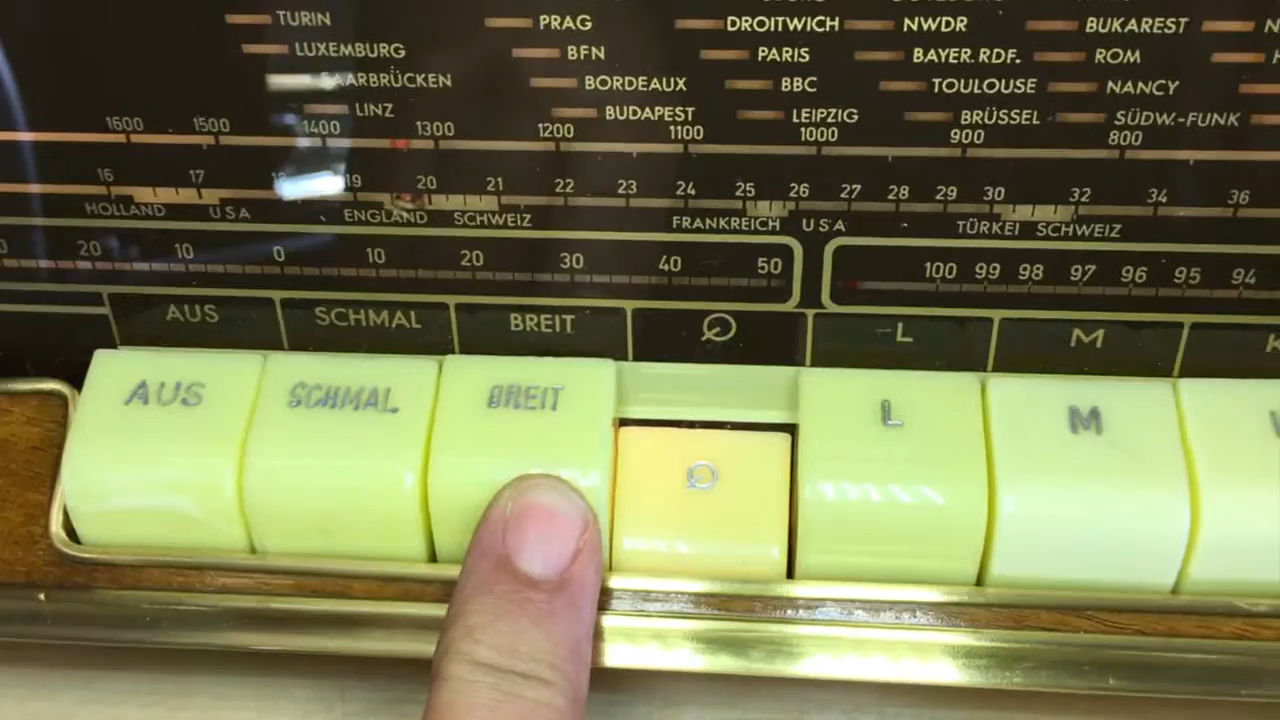 TURIN PRAG DROITWICH NWDR BUKAREST
LUXEMBURG BFN PARIS BAYER.RDF. ROM
SAARBRÜCKEN BORDEAUX BBC TOULOUSE NANCY
LINZ BUDAPEST LEIPZIG BRÜSSEL SÜDW.-FUNK
1600 1500 1400 1300 1200 1100 1000 900 800
16 17 19 20 21 22 23 24 25 26 27 28 29 30 32 34 36
HOLLAND USA ENGLAND SCHWEIZ FRANKREICH USA TÜRKEI SCHWEIZ
20 10 0 10 20 30 40 50 100 99 98 97 96 95 94
AUS SCHMAL BREIT L M K
AUS SCHMAL BREIT L M